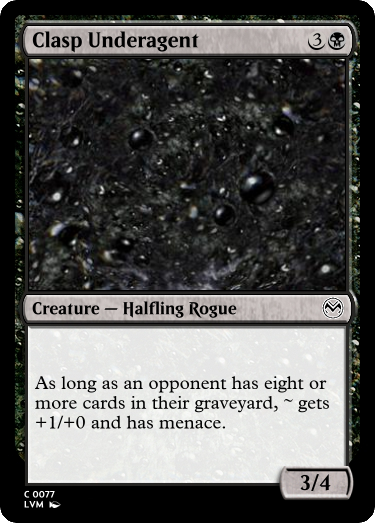 Clasp Underagent 3
Creature — Halfling Rogue
As long as an opponent has eight or
more cards in their graveyard, ~ gets
+1/+0 and has menace.
3/4
C 0077
LVM